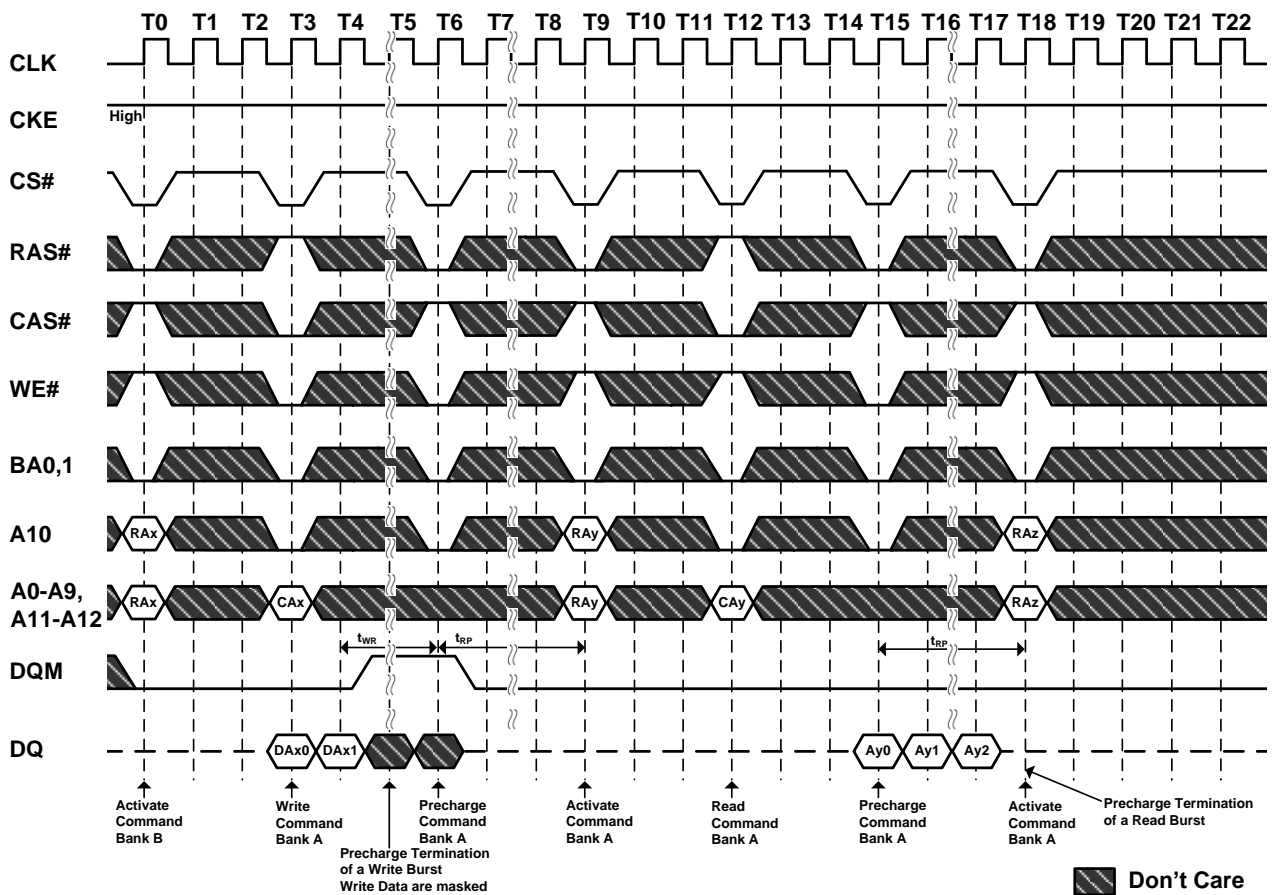 T0 T1 T2 T3 T4 T5 T6 T7 T8 T9 T10 T11 T12 T13 T14 T15 T16 T17 T18 T19 T20 T21 T22
CLK
CKE
High
CS#
RAS#
CAS#
WE#
BA0,1
A10
RAx RAy RAz
A0-A9,
A11-A12
RAx CAx RAy CAy RAz
tWR tRP tRP
DQM
DQ
DAx0 DAx1 Ay0 Ay1 Ay2
Activate
Command
Bank B
Write
Command
Bank A
Precharge Termination
of a Write Burst
Write Data are masked
Precharge
Command
Bank A
Activate
Command
Bank A
Read
Command
Bank A
Precharge
Command
Bank A
Activate
Command
Bank A
Precharge Termination
of a Read Burst
Don't Care